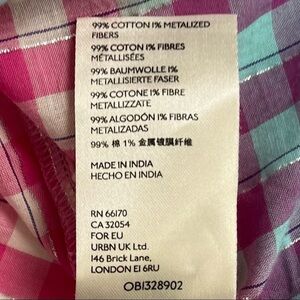 99% COTTON 1% METALIZED
FIBERS
99% COTON 1% FIBRES
MÉTALLISÉES
99% BAUMWOLLE 1%
METALLISIERTE FASER
99% COTONE 1% FIBRE
METALLIZZATE
99% ALGODÓN 1% FIBRAS
METALIZADAS
99% 棉 1% 金属镀膜纤维
MADE IN INDIA
HECHO EN INDIA
RN 66170
CA 32054
FOR EU
URBN UK Ltd.
146 Brick Lane,
LONDON E1 6RU
OB1328902